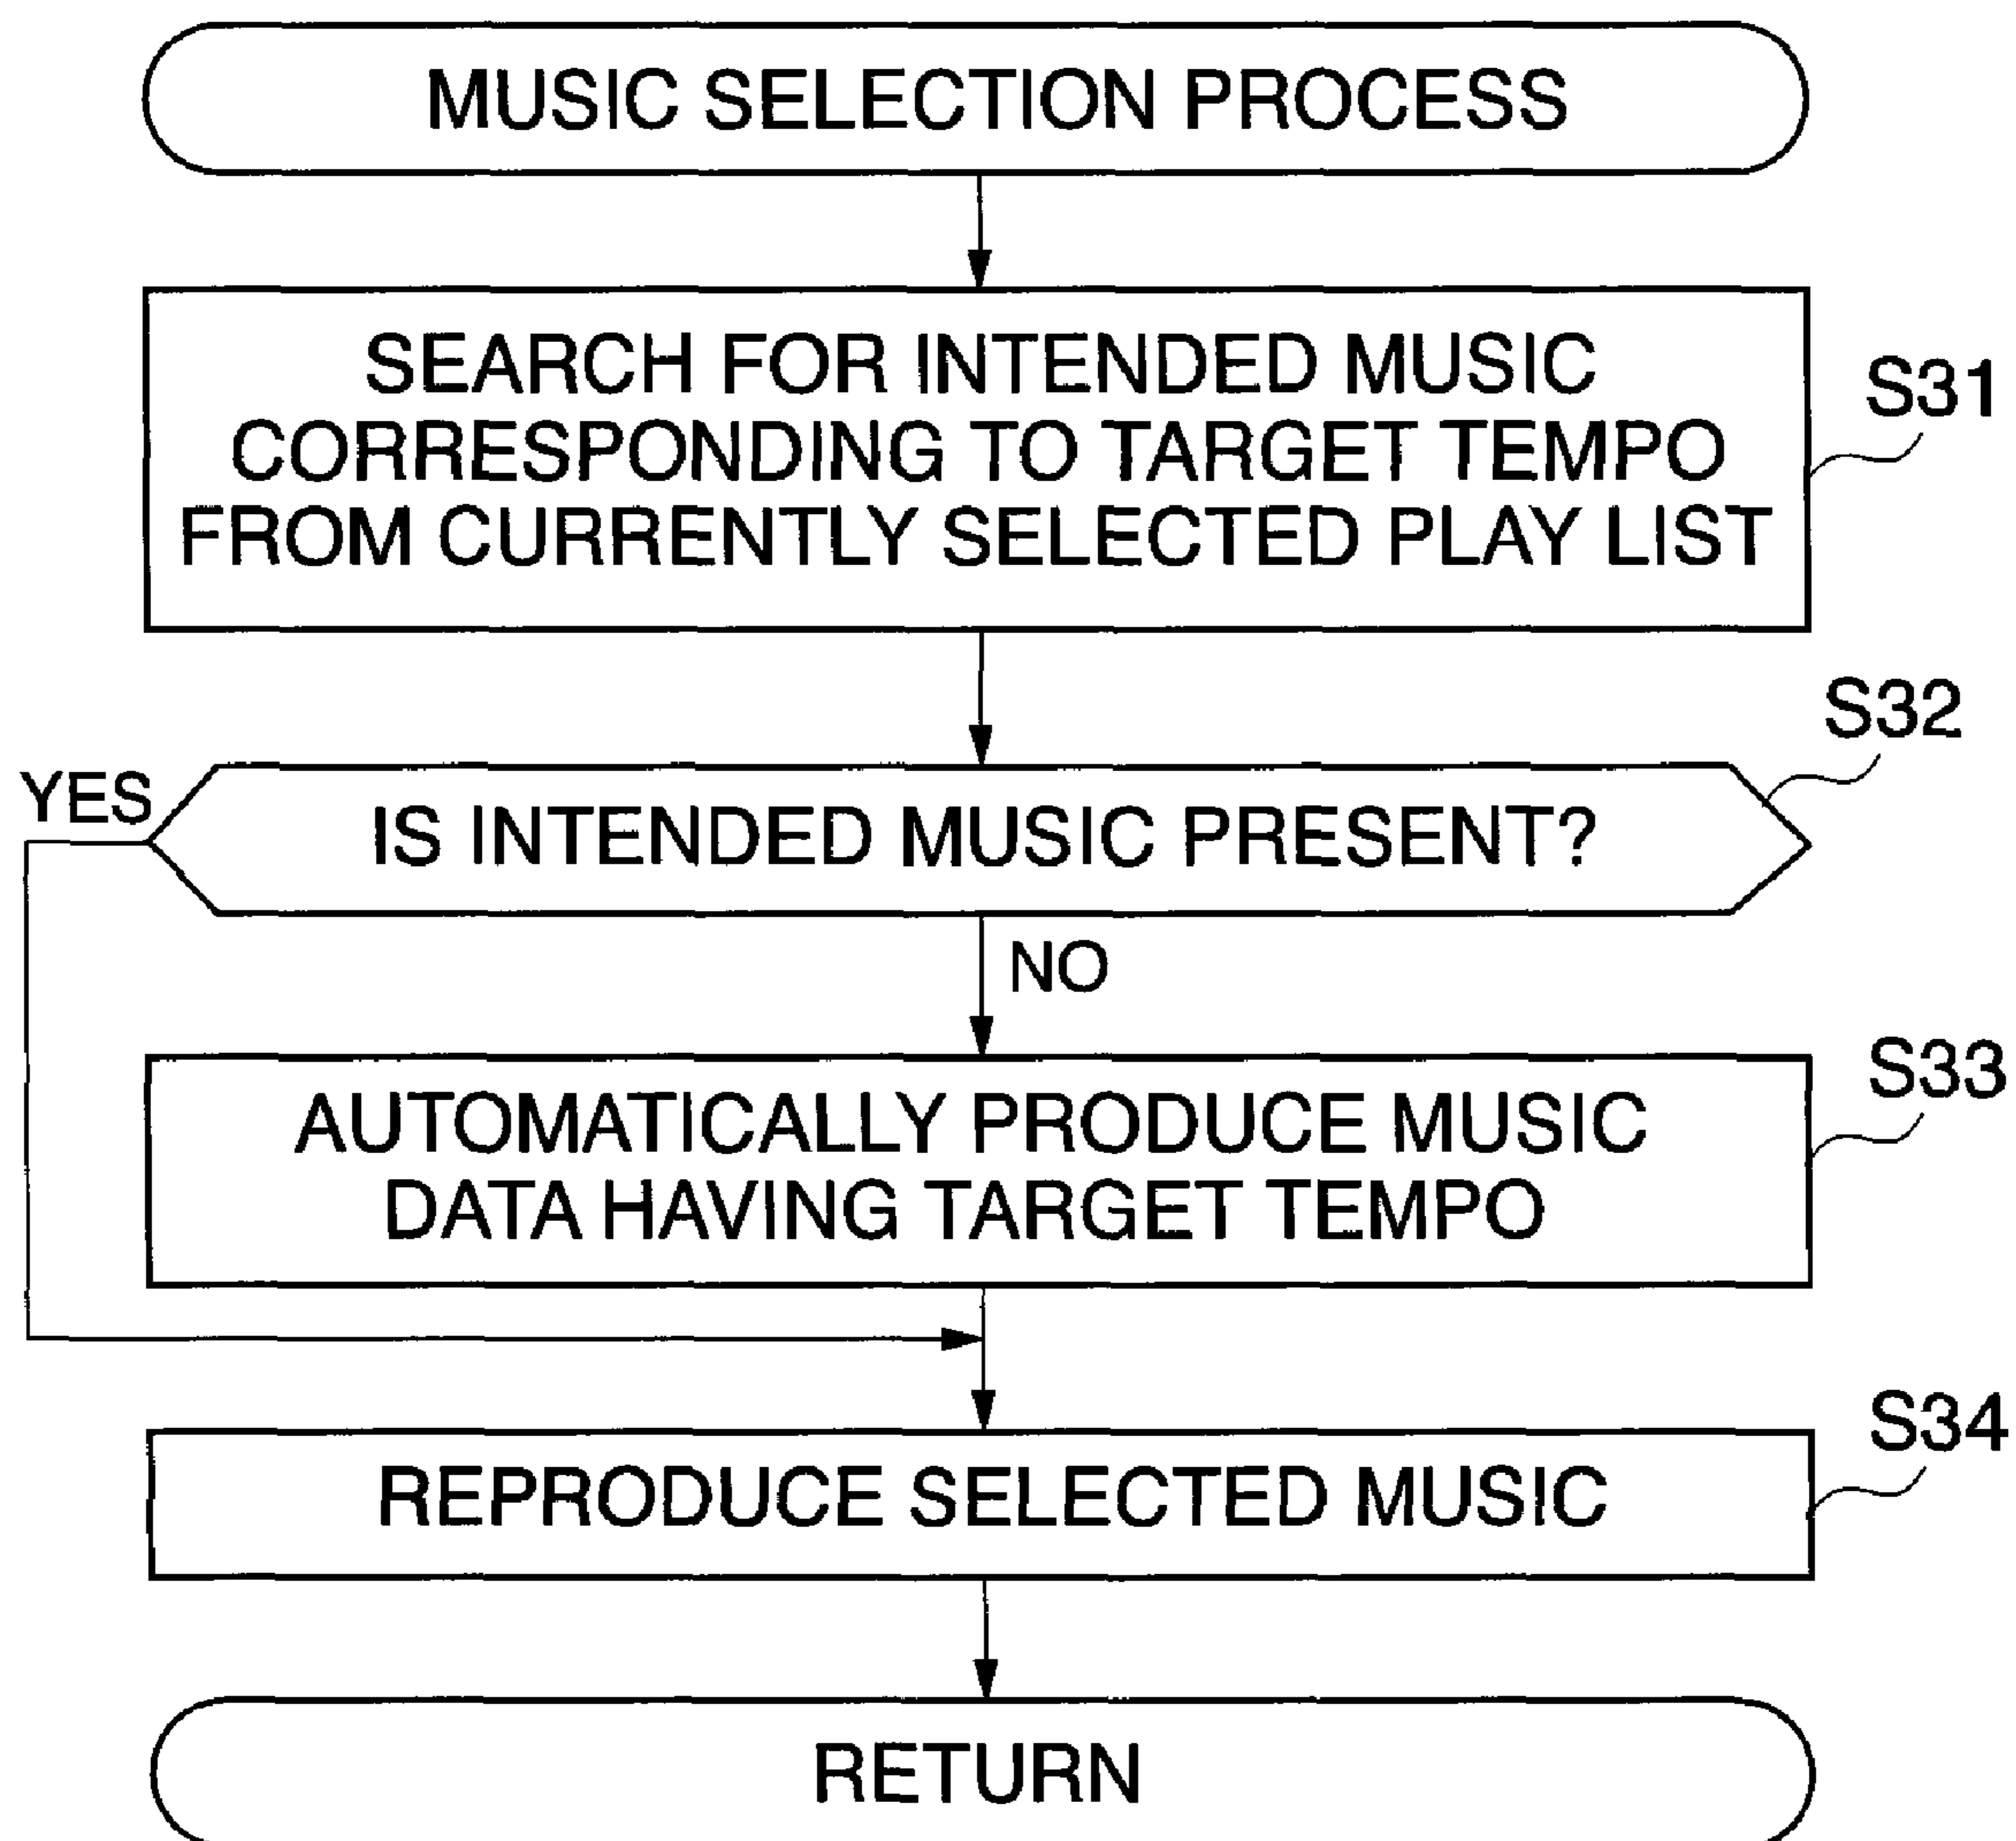 MUSIC SELECTION PROCESS
SEARCH FOR INTENDED MUSIC
CORRESPONDING TO TARGET TEMPO
FROM CURRENTLY SELECTED PLAY LIST
S31
S32
YES
IS INTENDED MUSIC PRESENT?
NO
S33
AUTOMATICALLY PRODUCE MUSIC
DATA HAVING TARGET TEMPO
S34
REPRODUCE SELECTED MUSIC
RETURN